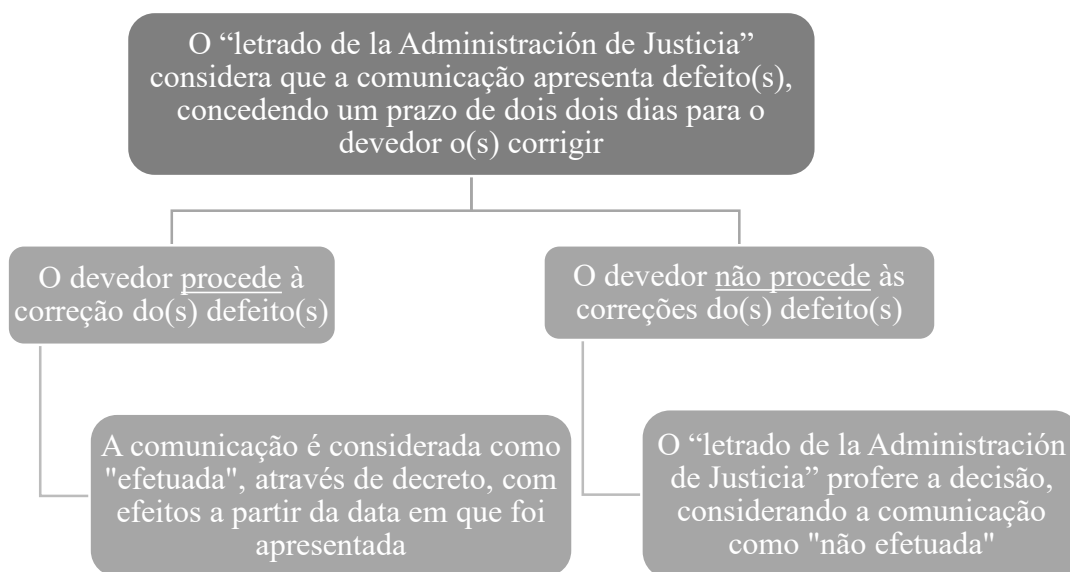 O “letrado de la Administración de Justicia”
considera que a comunicação apresenta defeito(s),
concedendo um prazo de dois dois dias para o
devedor o(s) corrigir
O devedor procede à
correção do(s) defeito(s)
O devedor não procede às
correções do(s) defeito(s)
A comunicação é considerada como
"efetuada", através de decreto, com
efeitos a partir da data em que foi
apresentada
O “letrado de la Administración
de Justicia” profere a decisão,
considerando a comunicação
como "não efetuada"